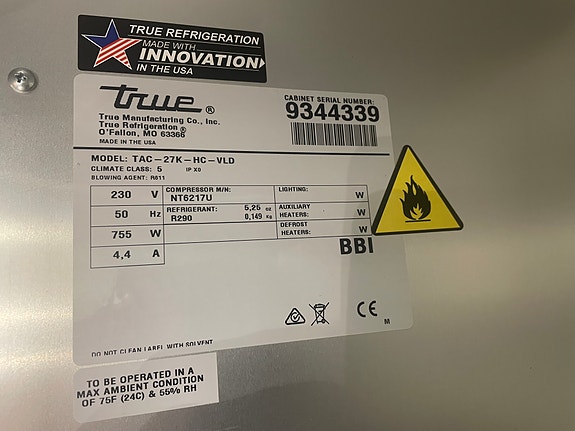 TRUE REFRIGERATION
MADE WITH
INNOVATION
IN THE USA
true®
True Manufacturing Co., Inc.
True Refrigeration®
O'Fallon, MO 63366
MADE IN THE USA
CABINET SERIAL NUMBER:
9344339
MODEL: TAC-27K-HC-VLD
CLIMATE CLASS: 5 IP X0
BLOWING AGENT: R611
230 V
50 Hz
755 W
4,4 A
COMPRESSOR M/N:
NT6217U
REFRIGERANT: 5,25 OZ
R290 0,149 Kg
LIGHTING: W
AUXILIARY
HEATERS: W
DEFROST
HEATERS: W
BBI
CE
M
DO NOT CLEAN LABEL WITH SOLVENT
TO BE OPERATED IN A
MAX AMBIENT CONDITION
OF 75F (24C) & 55% RH